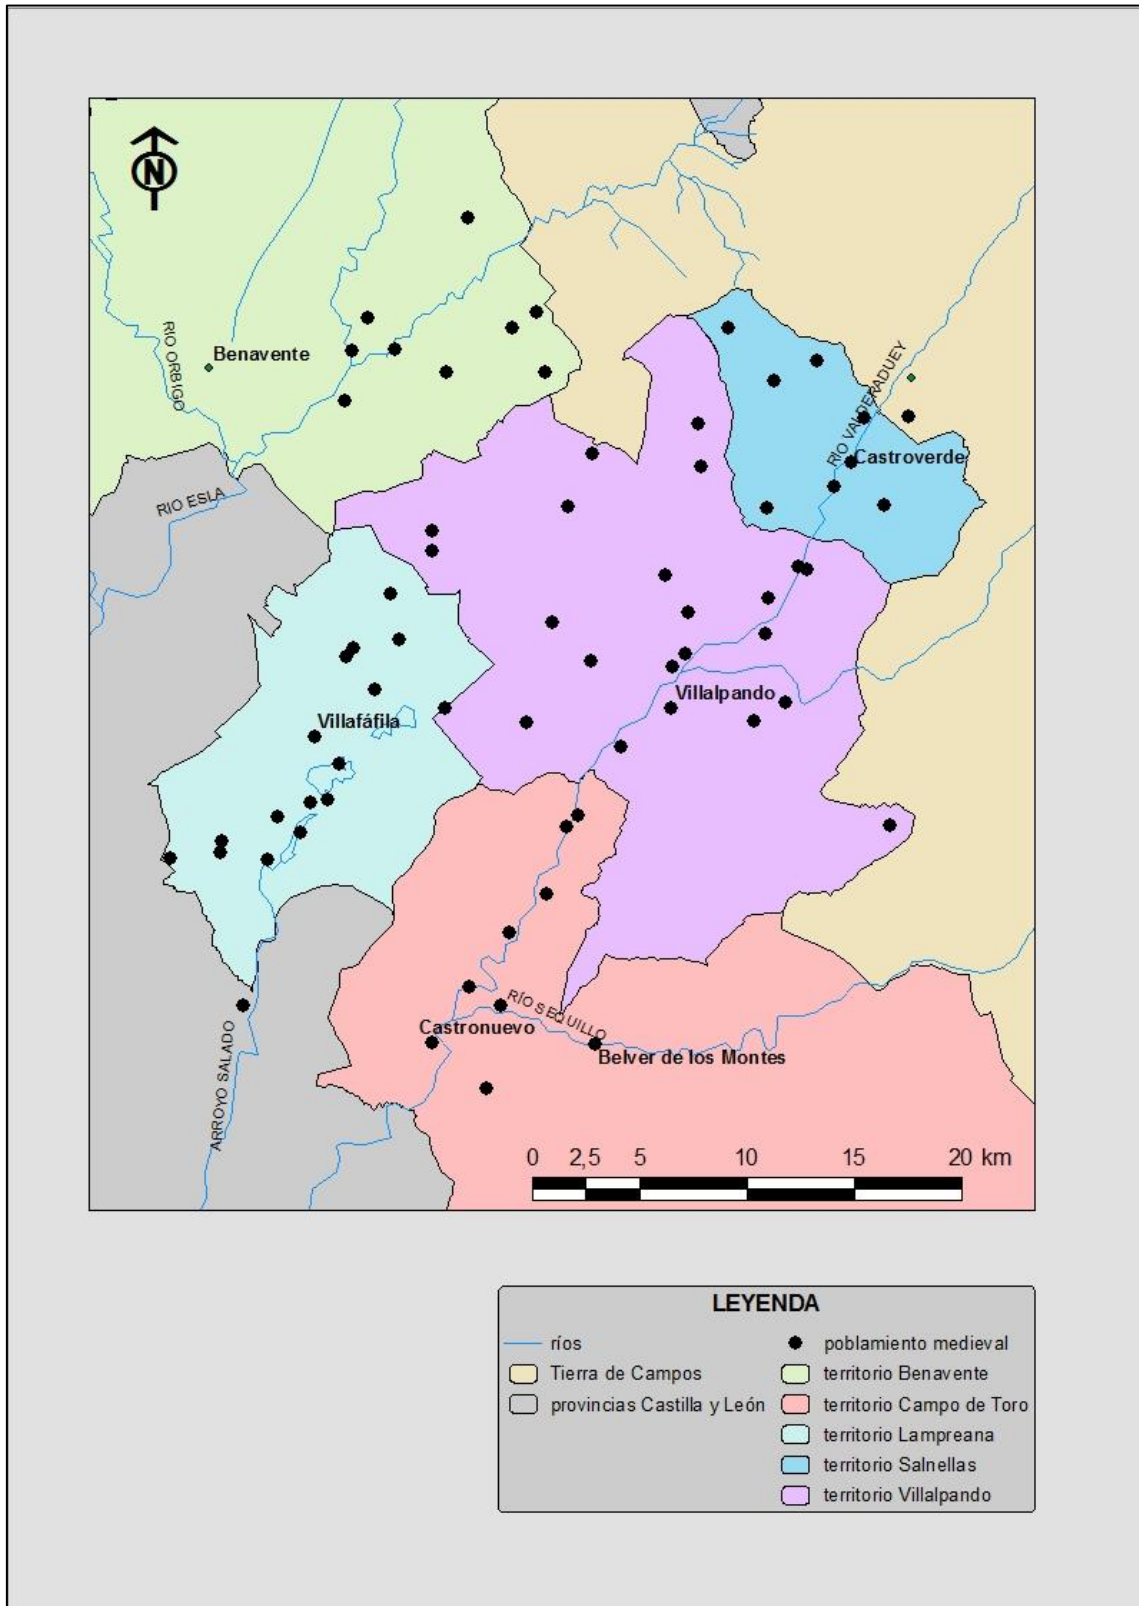 N
RIO ORBIGO
Benavente
RIO VALDERADUEY
Castroverde
RIO ESLA
Villalpando
Villafáfila
RÍO SEQUILLO
Castronuevo
Belver de los Montes
ARROYO SALADO
0 2,5 5 10 15 20 km
LEYENDA
ríos
Tierra de Campos
provincias Castilla y León
poblamiento medieval
territorio Benavente
territorio Campo de Toro
territorio Lampreana
territorio Salnellas
territorio Villalpando